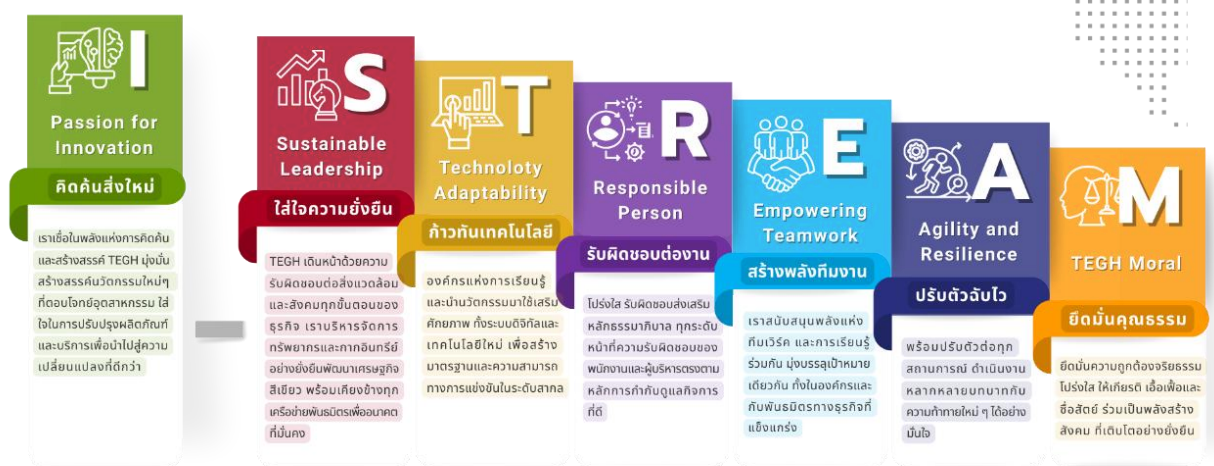 I
Passion for
Innovation
คิดค้นสิ่งใหม่
เราเชื่อในพลังแห่งการคิดค้น
และสร้างสรรค์ TEGH มุ่งมั่น
สร้างสรรค์นวัตกรรมใหม่ๆ
ที่ตอบโจทย์อุตสาหกรรม ใส่
ใจในการปรับปรุงผลิตภัณฑ์
และบริการเพื่อนำไปสู่ความ
เปลี่ยนแปลงที่ดีกว่า
S
Sustainable
Leadership
ใส่ใจความยั่งยืน
TEGH เดินหน้าด้วยความ
รับผิดชอบต่อสิ่งแวดล้อม
และสังคมทุกขั้นตอนของ
ธุรกิจ เราบริหารจัดการ
ทรัพยากรและกากอินทรีย์
อย่างยั่งยืนพัฒนาเศรษฐกิจ
สีเขียว พร้อมเคียงข้างทุก
เครือข่ายพันธมิตรเพื่ออนาคต
ที่มั่นคง
T
Technoloty
Adaptability
ก้าวทันเทคโนโลยี
องค์กรแห่งการเรียนรู้
และนำนวัตกรรมมาใช้เสริม
ศักยภาพ ทั้งระบบดิจิทัลและ
เทคโนโลยีใหม่ เพื่อสร้าง
มาตรฐานและความสามารถ
ทางการแข่งขันในระดับสากล
R
Responsible
Person
รับผิดชอบต่องาน
โปร่งใส รับผิดชอบส่งเสริม
หลักธรรมาภิบาล ทุกระดับ
หน้าที่ความรับผิดชอบของ
พนักงานและผู้บริหารตรงตาม
หลักการกำกับดูแลกิจการ
ที่ดี
E
Empowering
Teamwork
สร้างพลังทีมงาน
เราสนับสนุนพลังแห่ง
ทีมเวิร์ค และการเรียนรู้
ร่วมกัน มุ่งบรรลุเป้าหมาย
เดียวกัน ทั้งในองค์กรและ
กับพันธมิตรทางธุรกิจที่
แข็งแกร่ง
A
Agility and
Resilience
ปรับตัวฉับไว
พร้อมปรับตัวต่อทุก
สถานการณ์ ดำเนินงาน
หลากหลายบทบาทกับ
ความท้าทายใหม่ ๆ ได้อย่าง
มั่นใจ
M
TEGH Moral
ยึดมั่นคุณธรรม
ยึดมั่นความถูกต้องจริยธรรม
โปร่งใส ให้เกียรติ เอื้อเฟื้อและ
ซื่อสัตย์ ร่วมเป็นพลังสร้าง
สังคม ที่เติบโตอย่างยั่งยืน